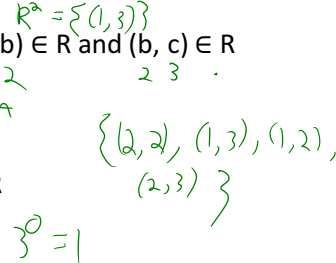 R² = {(1,3)}
b) ∈ R and (b, c) ∈ R
2 2 3
{(2,2), (1,3), (1,2),
(2,3)}
3⁰ = 1